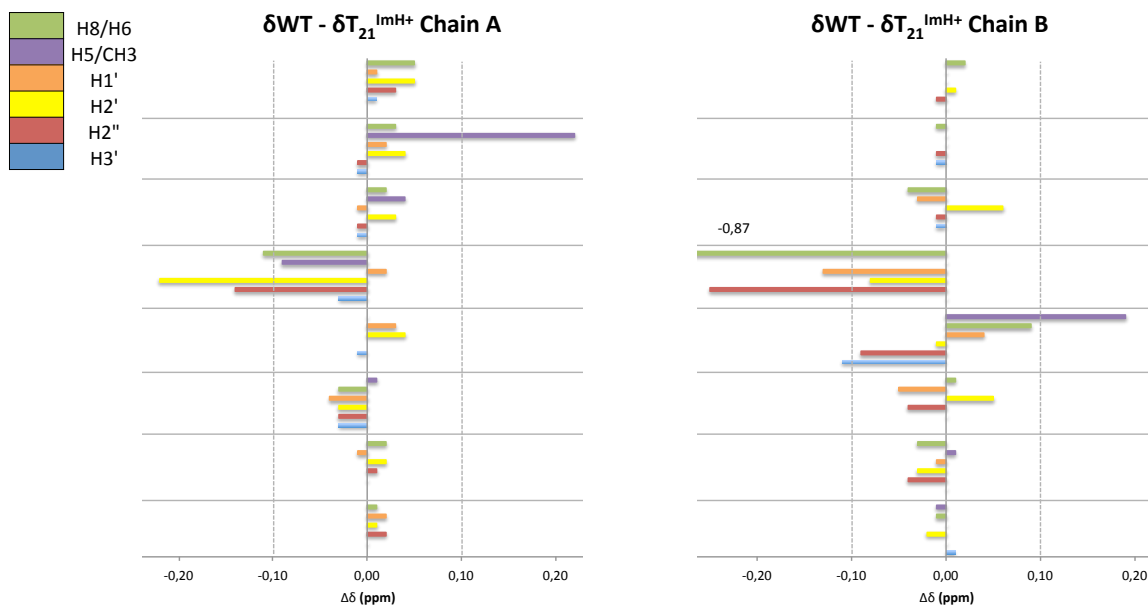 H8/H6
H5/CH3
H1'
H2'
H2"
H3'
δWT - δT21ImH+ Chain A
-0,20 -0,10 0,00 0,10 0,20
Δδ (ppm)
δWT - δT21ImH+ Chain B
-0,87
-0,20 -0,10 0,00 0,10 0,20
Δδ (ppm)